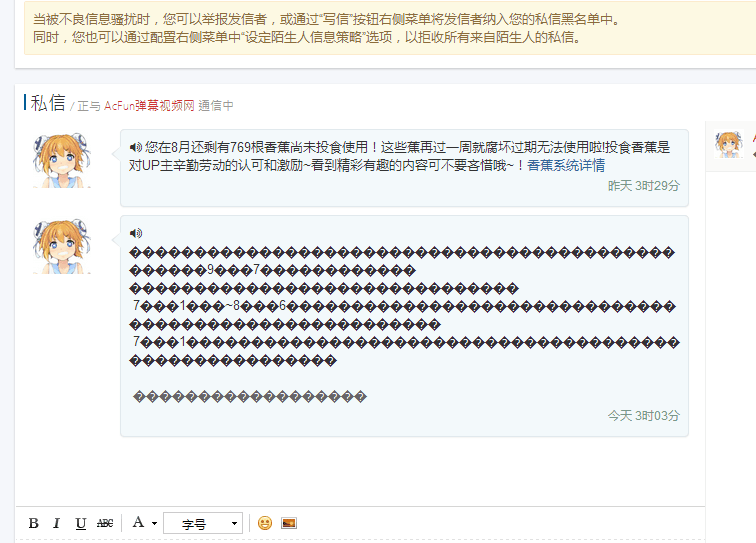 当被不良信息骚扰时，您可以举报发信者，或通过“写信”按钮右侧菜单将发信者纳入您的私信黑名单中。
同时，您也可以通过配置右侧菜单中“设定陌生人信息策略”选项，以拒收所有来自陌生人的私信。
私信 / 正与 AcFun弹幕视频网 通信中
您在8月还剩有769根香蕉尚未投食使用！这些蕉再过一周就腐坏过期无法使用啦!投食香蕉是
对UP主辛勤劳动的认可和激励~看到精彩有趣的内容可不要吝惜哦~！香蕉系统详情
昨天 3时29分
������������������������������������������
������9���7������������
������������������������������
7���1���~8���6������������������������������
������������������������
7���1��������������������������������������
����������������
������������������
今天 3时03分
B I U ABC A 字号